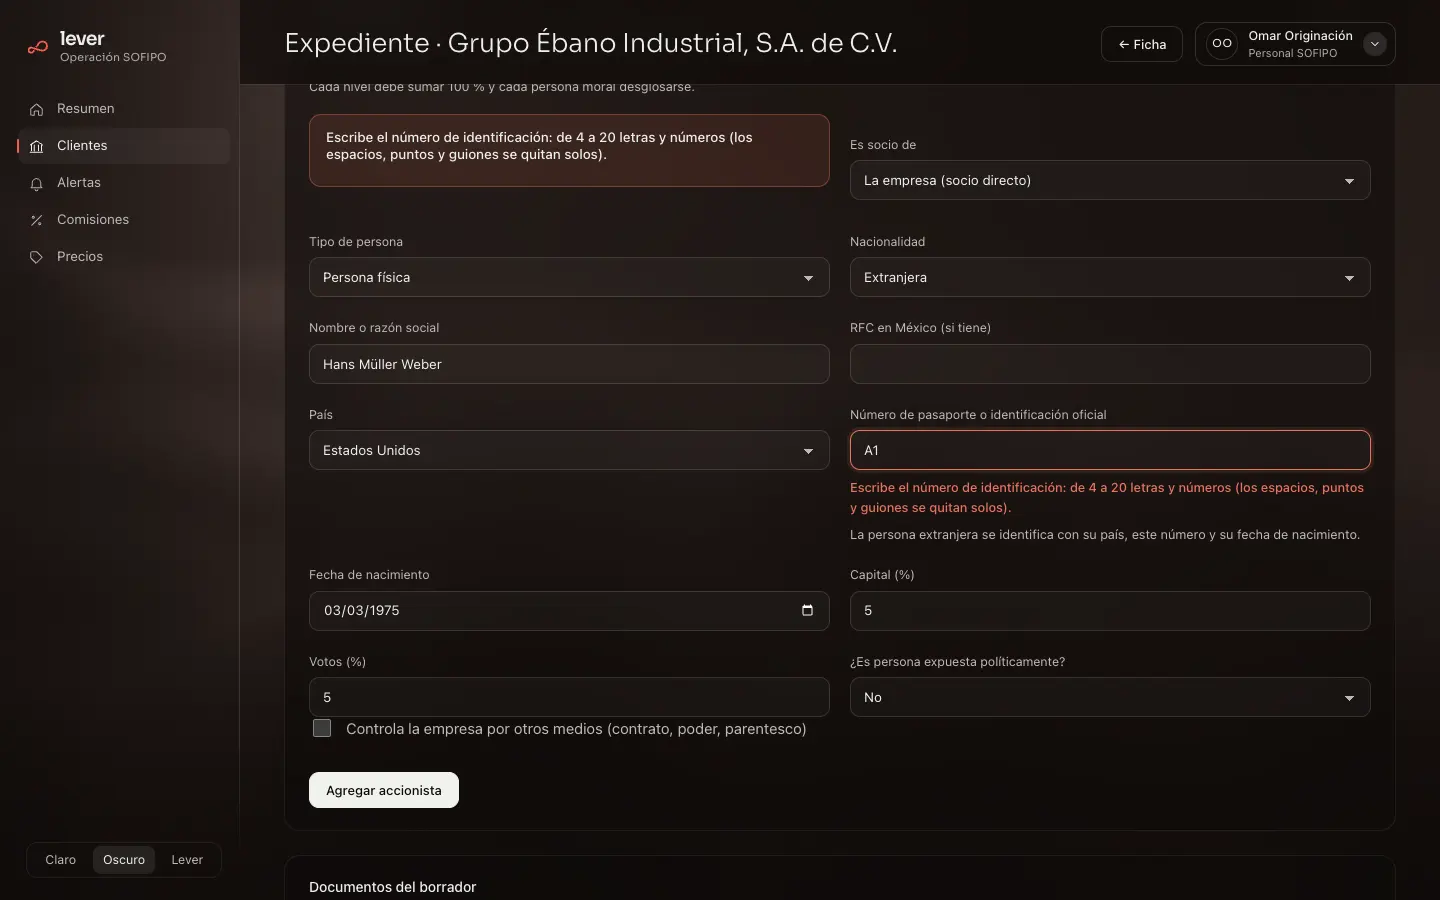 lever
Operación SOFIPO
Resumen
Clientes
Alertas
Comisiones
Precios
Claro
Oscuro
Lever
Expediente · Grupo Ébano Industrial, S.A. de C.V.
← Ficha
OO
Omar Originación
Personal SOFIPO
Cada nivel debe sumar 100 % y cada persona moral desglosarse.
Escribe el número de identificación: de 4 a 20 letras y números (los
espacios, puntos y guiones se quitan solos).
Es socio de
La empresa (socio directo)
Tipo de persona
Persona física
Nacionalidad
Extranjera
Nombre o razón social
Hans Müller Weber
RFC en México (si tiene)
País
Estados Unidos
Número de pasaporte o identificación oficial
A1
Escribe el número de identificación: de 4 a 20 letras y números (los espacios, puntos
y guiones se quitan solos).
La persona extranjera se identifica con su país, este número y su fecha de nacimiento.
Fecha de nacimiento
03/03/1975
Capital (%)
5
Votos (%)
5
¿Es persona expuesta políticamente?
No
Controla la empresa por otros medios (contrato, poder, parentesco)
Agregar accionista
Documentos del borrador